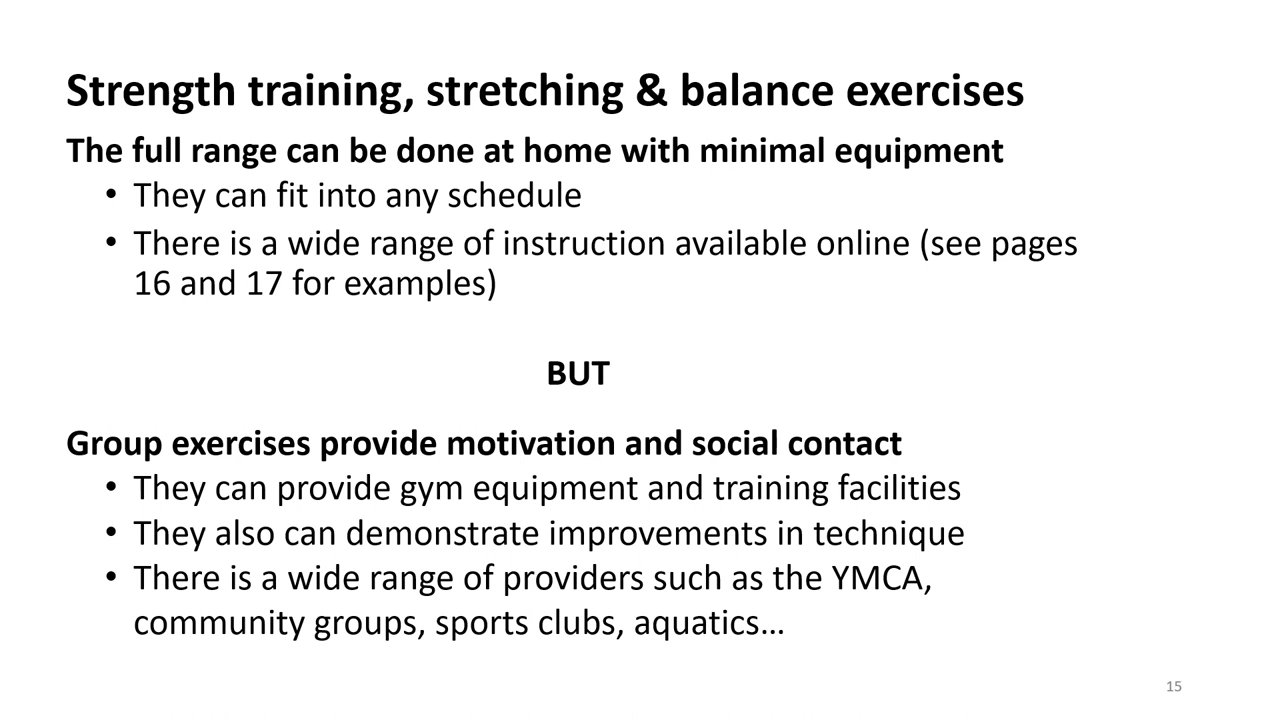 Strength training, stretching & balance exercises
The full range can be done at home with minimal equipment
• They can fit into any schedule
• There is a wide range of instruction available online (see pages
16 and 17 for examples)
BUT
Group exercises provide motivation and social contact
• They can provide gym equipment and training facilities
• They also can demonstrate improvements in technique
• There is a wide range of providers such as the YMCA,
community groups, sports clubs, aquatics…
15